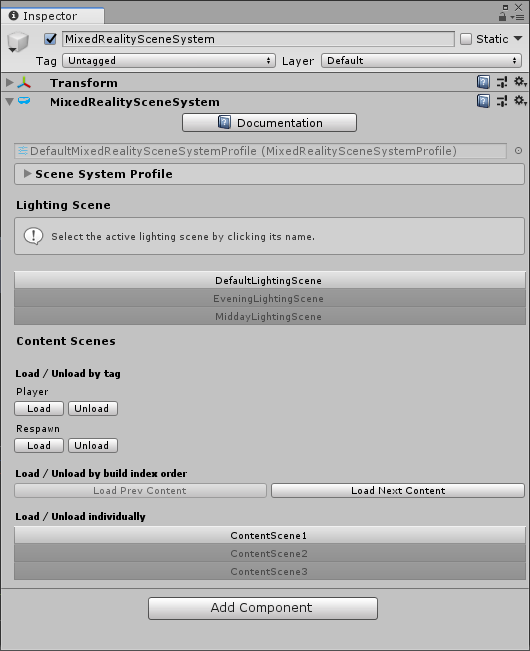 Inspector
MixedRealitySceneSystem
Static
Tag Untagged Layer Default
Transform
MixedRealitySceneSystem
Documentation
DefaultMixedRealitySceneSystemProfile (MixedRealitySceneSystemProfile)
Scene System Profile
Lighting Scene
Select the active lighting scene by clicking its name.
DefaultLightingScene
EveningLightingScene
MiddayLightingScene
Content Scenes
Load / Unload by tag
Player
Load Unload
Respawn
Load Unload
Load / Unload by build index order
Load Prev Content Load Next Content
Load / Unload individually
ContentScene1
ContentScene2
ContentScene3
Add Component